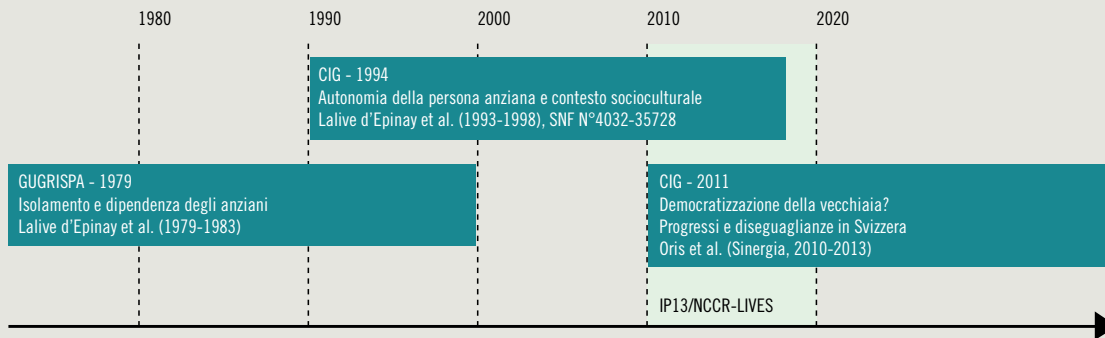 1980
1990
2000
2010
2020
CIG - 1994
Autonomia della persona anziana e contesto socioculturale
Lalive d'Epinay et al. (1993-1998), SNF N°4032-35728
GUGRISPA - 1979
Isolamento e dipendenza degli anziani
Lalive d'Epinay et al. (1979-1983)
CIG - 2011
Democratizzazione della vecchiaia?
Progressi e diseguaglianze in Svizzera
Oris et al. (Sinergia, 2010-2013)
IP13/NCCR-LIVES